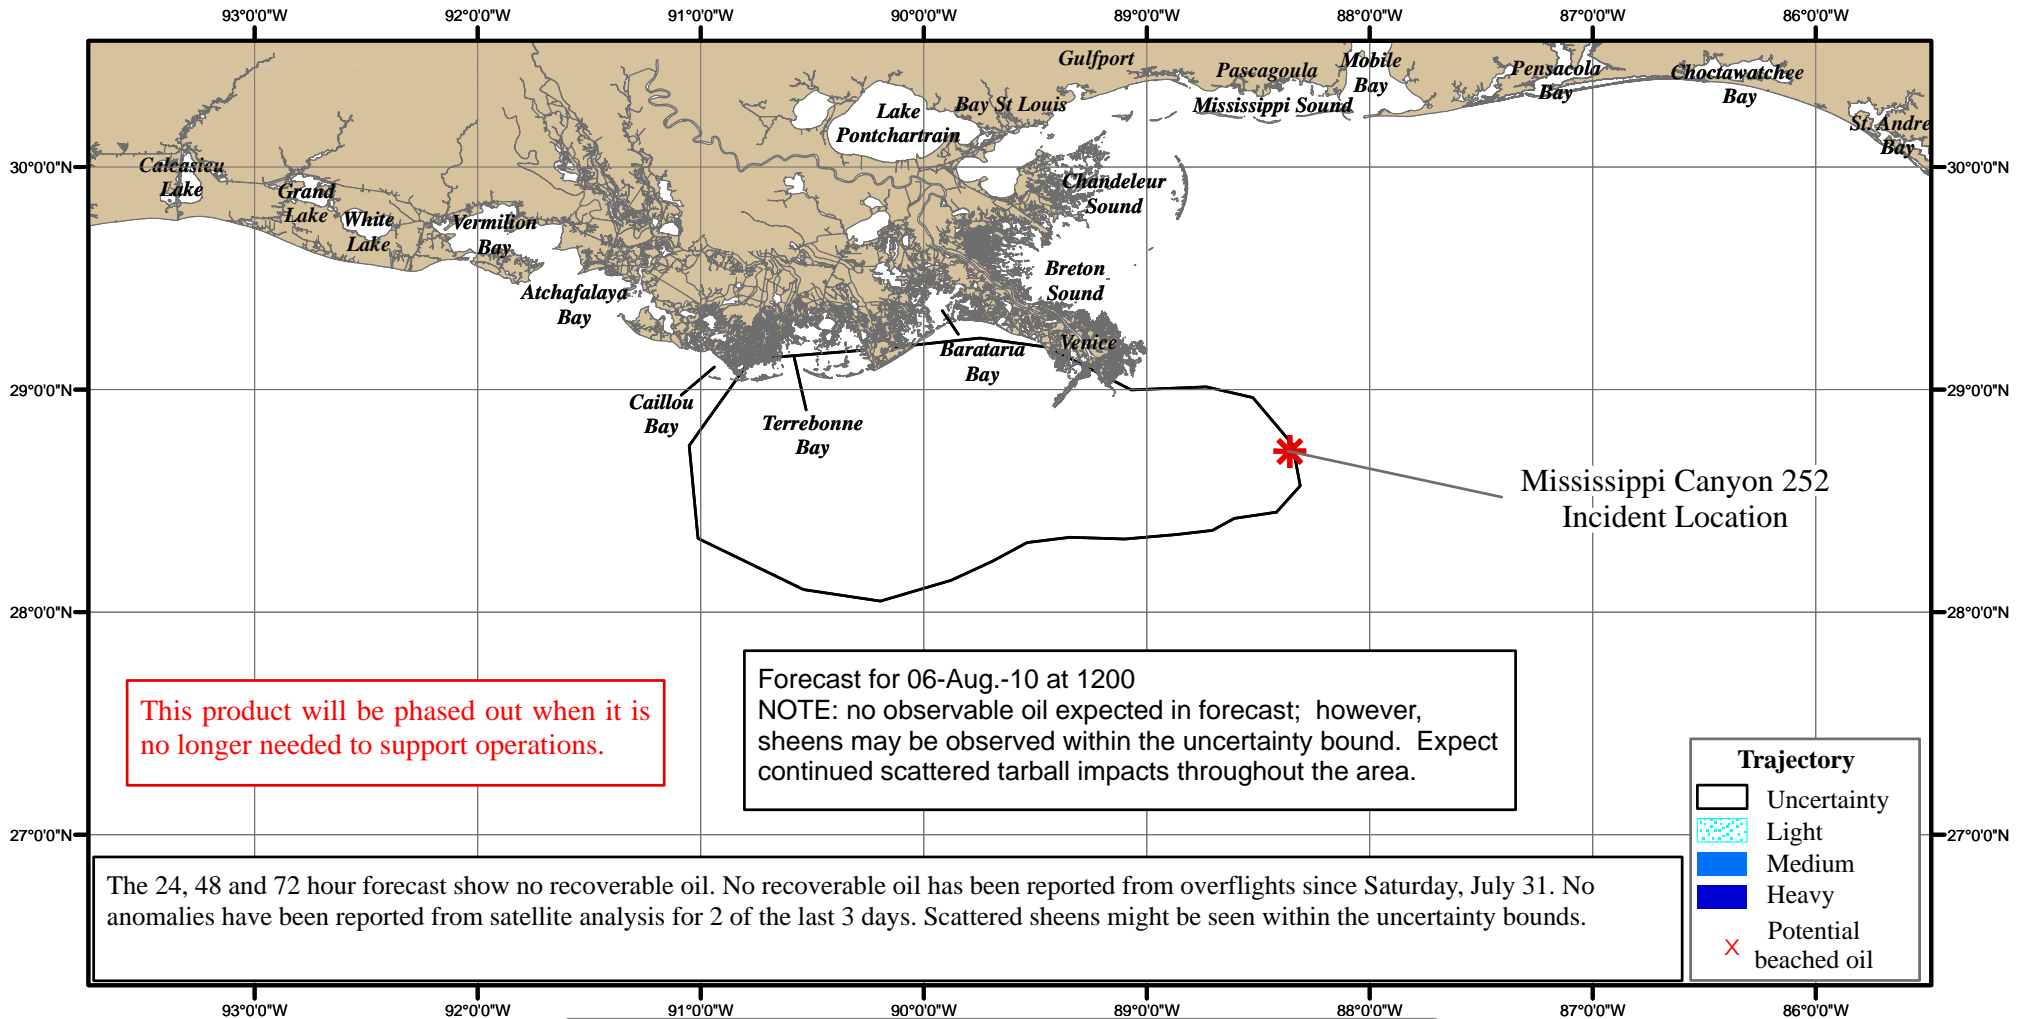 93°0'0"W 92°0'0"W 91°0'0"W 90°0'0"W 89°0'0"W 88°0'0"W 87°0'0"W 86°0'0"W
Gulfport
Pascagoula
Mobile
Bay
Pensacola
Bay
Choctawatchee
Bay
Lake
Pontchartrain
Bay St Louis
Mississippi Sound
St. Andre
Bay
30°0'0"N
30°0'0"N
Calcasieu
Lake
Grand
Lake
White
Lake
Vermilion
Bay
Chandeleur
Sound
Atchafalaya
Bay
Breton
Sound
Venice
Barataria
Bay
29°0'0"N
29°0'0"N
Caillou
Bay
Terrebonne
Bay
Mississippi Canyon 252
Incident Location
28°0'0"N
28°0'0"N
This product will be phased out when it is
no longer needed to support operations.
Forecast for 06-Aug.-10 at 1200
NOTE: no observable oil expected in forecast; however,
sheens may be observed within the uncertainty bound. Expect
continued scattered tarball impacts throughout the area.
27°0'0"N
27°0'0"N
Trajectory
Uncertainty
Light
Medium
Heavy
Potential
beached oil
The 24, 48 and 72 hour forecast show no recoverable oil. No recoverable oil has been reported from overflights since Saturday, July 31. No
anomalies have been reported from satellite analysis for 2 of the last 3 days. Scattered sheens might be seen within the uncertainty bounds.
93°0'0"W 92°0'0"W 91°0'0"W 90°0'0"W 89°0'0"W 88°0'0"W 87°0'0"W 86°0'0"W